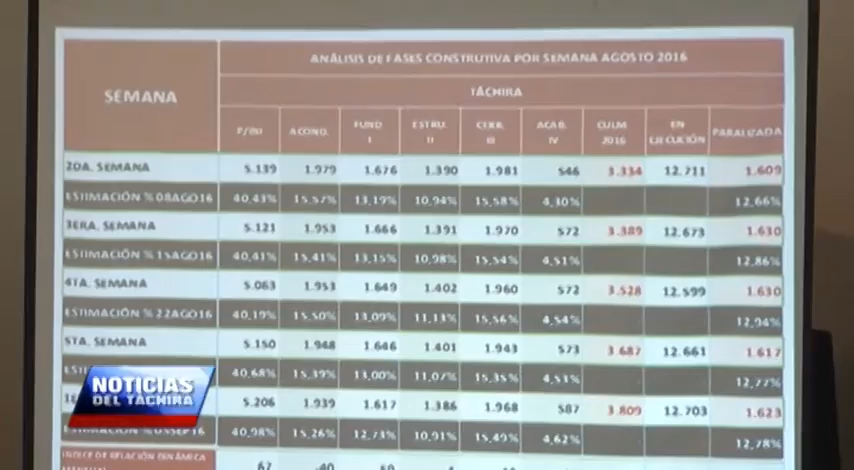 ANÁLISIS DE FASES CONSTRUTIVA POR SEMANA AGOSTO 2016
SEMANA
TÁCHIRA
ACOND. FUND. I ESTRU. II CERR. III ACAB. IV CULM 2016 EN EJECUCIÓN PARALIZADA
2DA. SEMANA 5.139 1.979 1.676 1.390 1.981 546 3.334 12.711 1.609
ESTIMACIÓN % 08AGO16 40,43% 15,57% 13,19% 10,94% 15,58% 4,30% 12,66%
3ERA. SEMANA 5.121 1.953 1.666 1.391 1.970 572 3.389 12.673 1.630
ESTIMACIÓN % 15AGO16 40,41% 15,41% 13,15% 10,98% 15,54% 4,51% 12,86%
4TA. SEMANA 5.063 1.953 1.649 1.402 1.960 572 3.528 12.599 1.630
ESTIMACIÓN % 22AGO16 40,19% 15,50% 13,09% 11,13% 15,56% 4,54% 12,94%
5TA. SEMANA 5.150 1.948 1.646 1.401 1.943 573 3.687 12.661 1.617
40,68% 15,39% 13,00% 11,07% 15,35% 4,53% 12,77%
5.206 1.939 1.617 1.386 1.968 587 3.809 12.703 1.623
ESTIMACIÓN % 05SEP16 40,98% 15,26% 12,73% 10,91% 15,49% 4,62% 12,78%
INDICE DE RELACIÓN DINÁMICA
67 -40
NOTICIAS
DEL TÁCHIRA